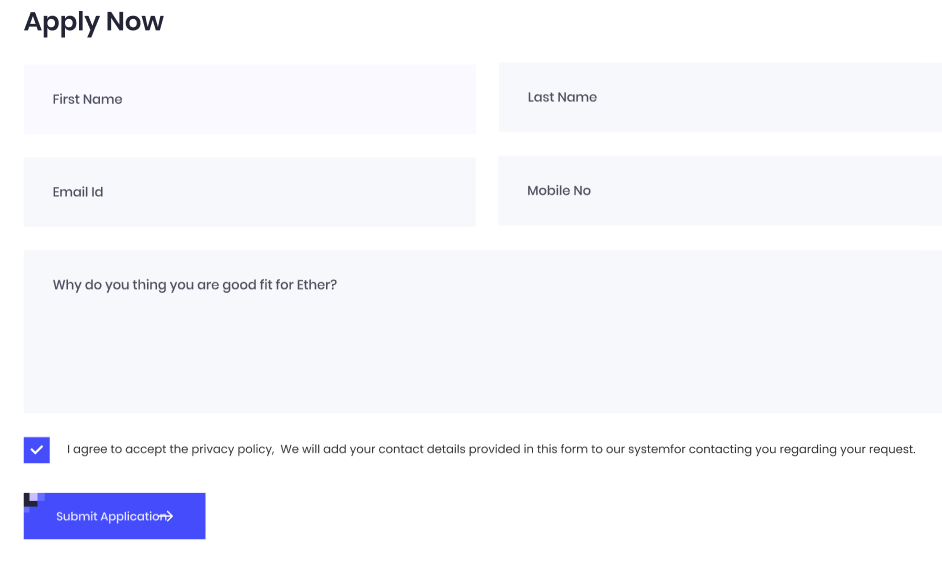 Apply Now
First Name
Last Name
Email Id
Mobile No
Why do you thing you are good fit for Ether?
I agree to accept the privacy policy,  We will add your contact details provided in this form to our systemfor contacting you regarding your request.
Submit Application